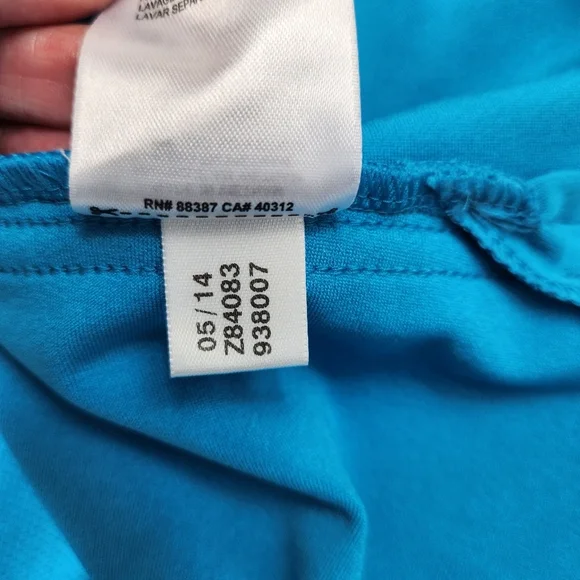 LAVAR SEPA
RN# 88387 CA# 40312
05/14
Z84083
938007